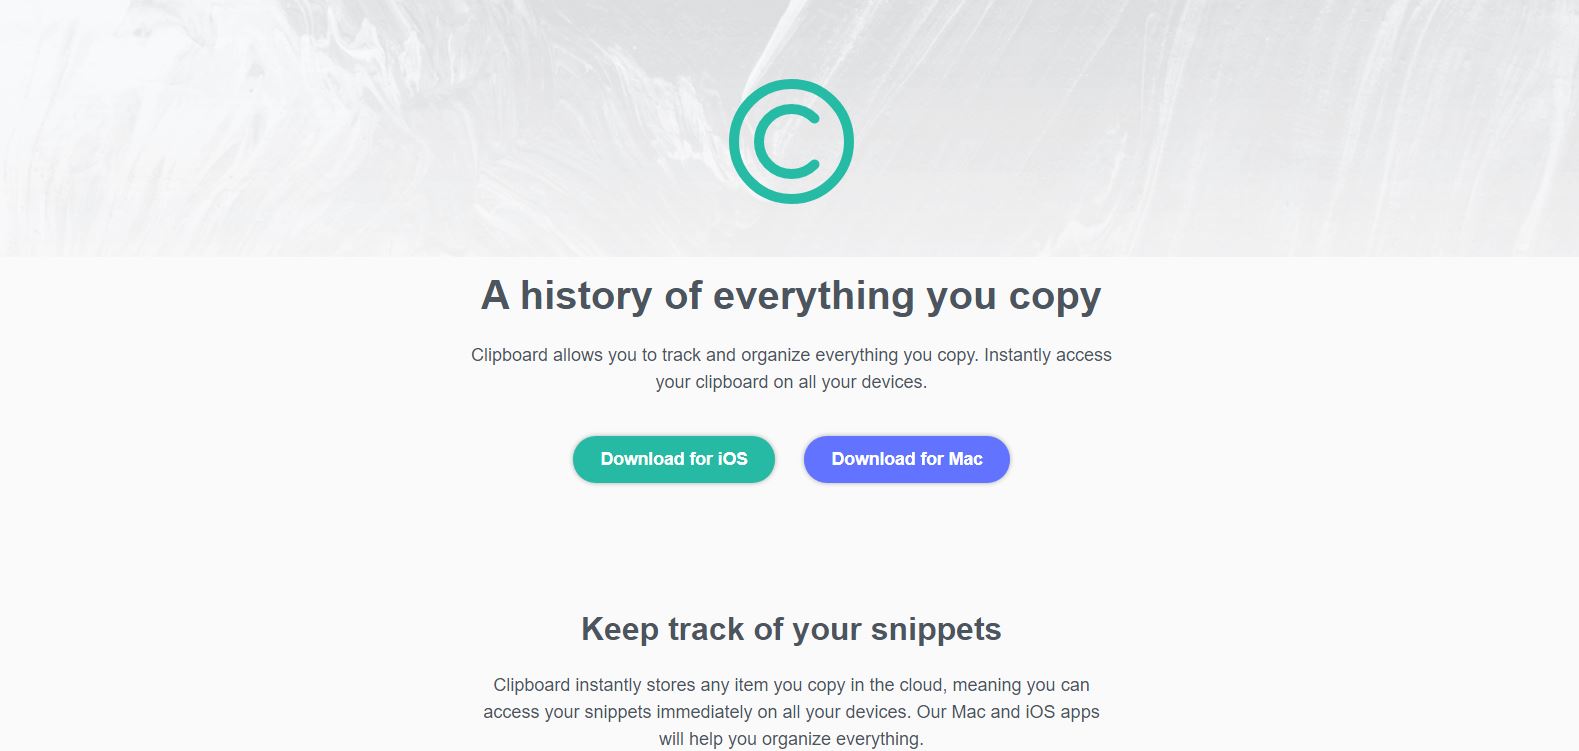 A history of everything you copy
Clipboard allows you to track and organize everything you copy. Instantly access
your clipboard on all your devices.
Download for iOS
Download for Mac
Keep track of your snippets
Clipboard instantly stores any item you copy in the cloud, meaning you can
access your snippets immediately on all your devices. Our Mac and iOS apps
will help you organize everything.